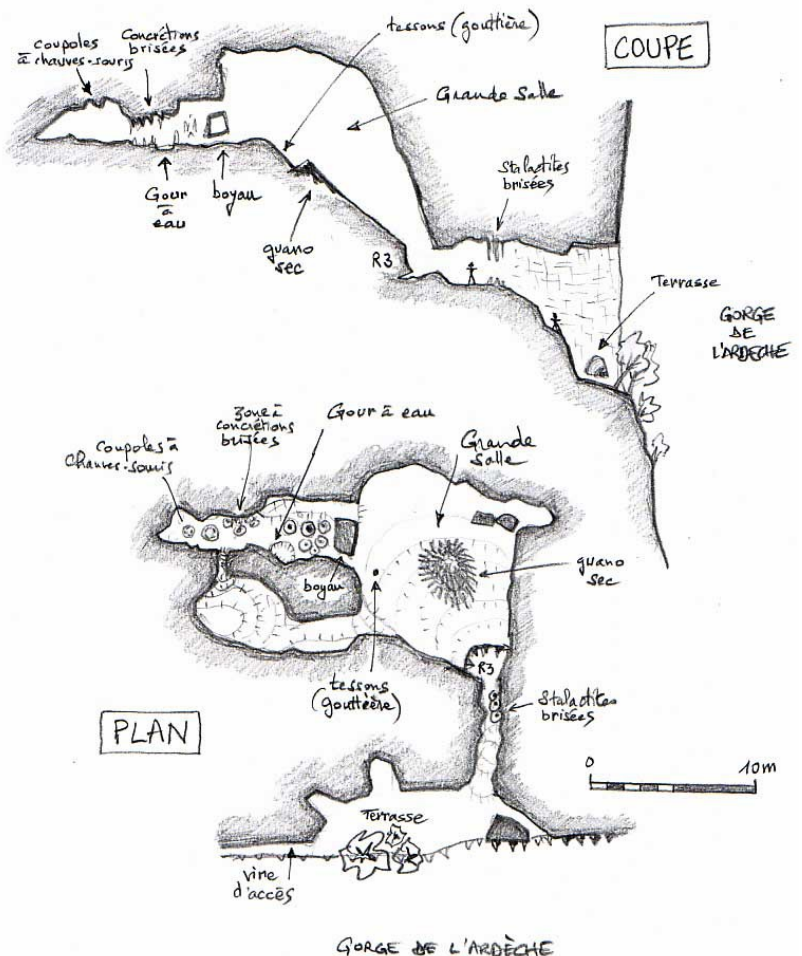 COUPE
coupoles
à chauves-souris
Concrétions
brisées
tessons (gouttière)
Grande Salle
Stalactites
brisées
Gour
à
eau
boyau
guano
sec
R3
Terrasse
GORGE
DE
L'ARDÈCHE
coupoles à
chauves-souris
zone à
concrétions
brisées
Gour à eau
Grande
salle
boyau
guano
sec
tessons
(gouttière)
R3
Stalactites
brisées
PLAN
0 10m
Terrasse
vire
d'accès
GORGE DE L'ARDÈCHE